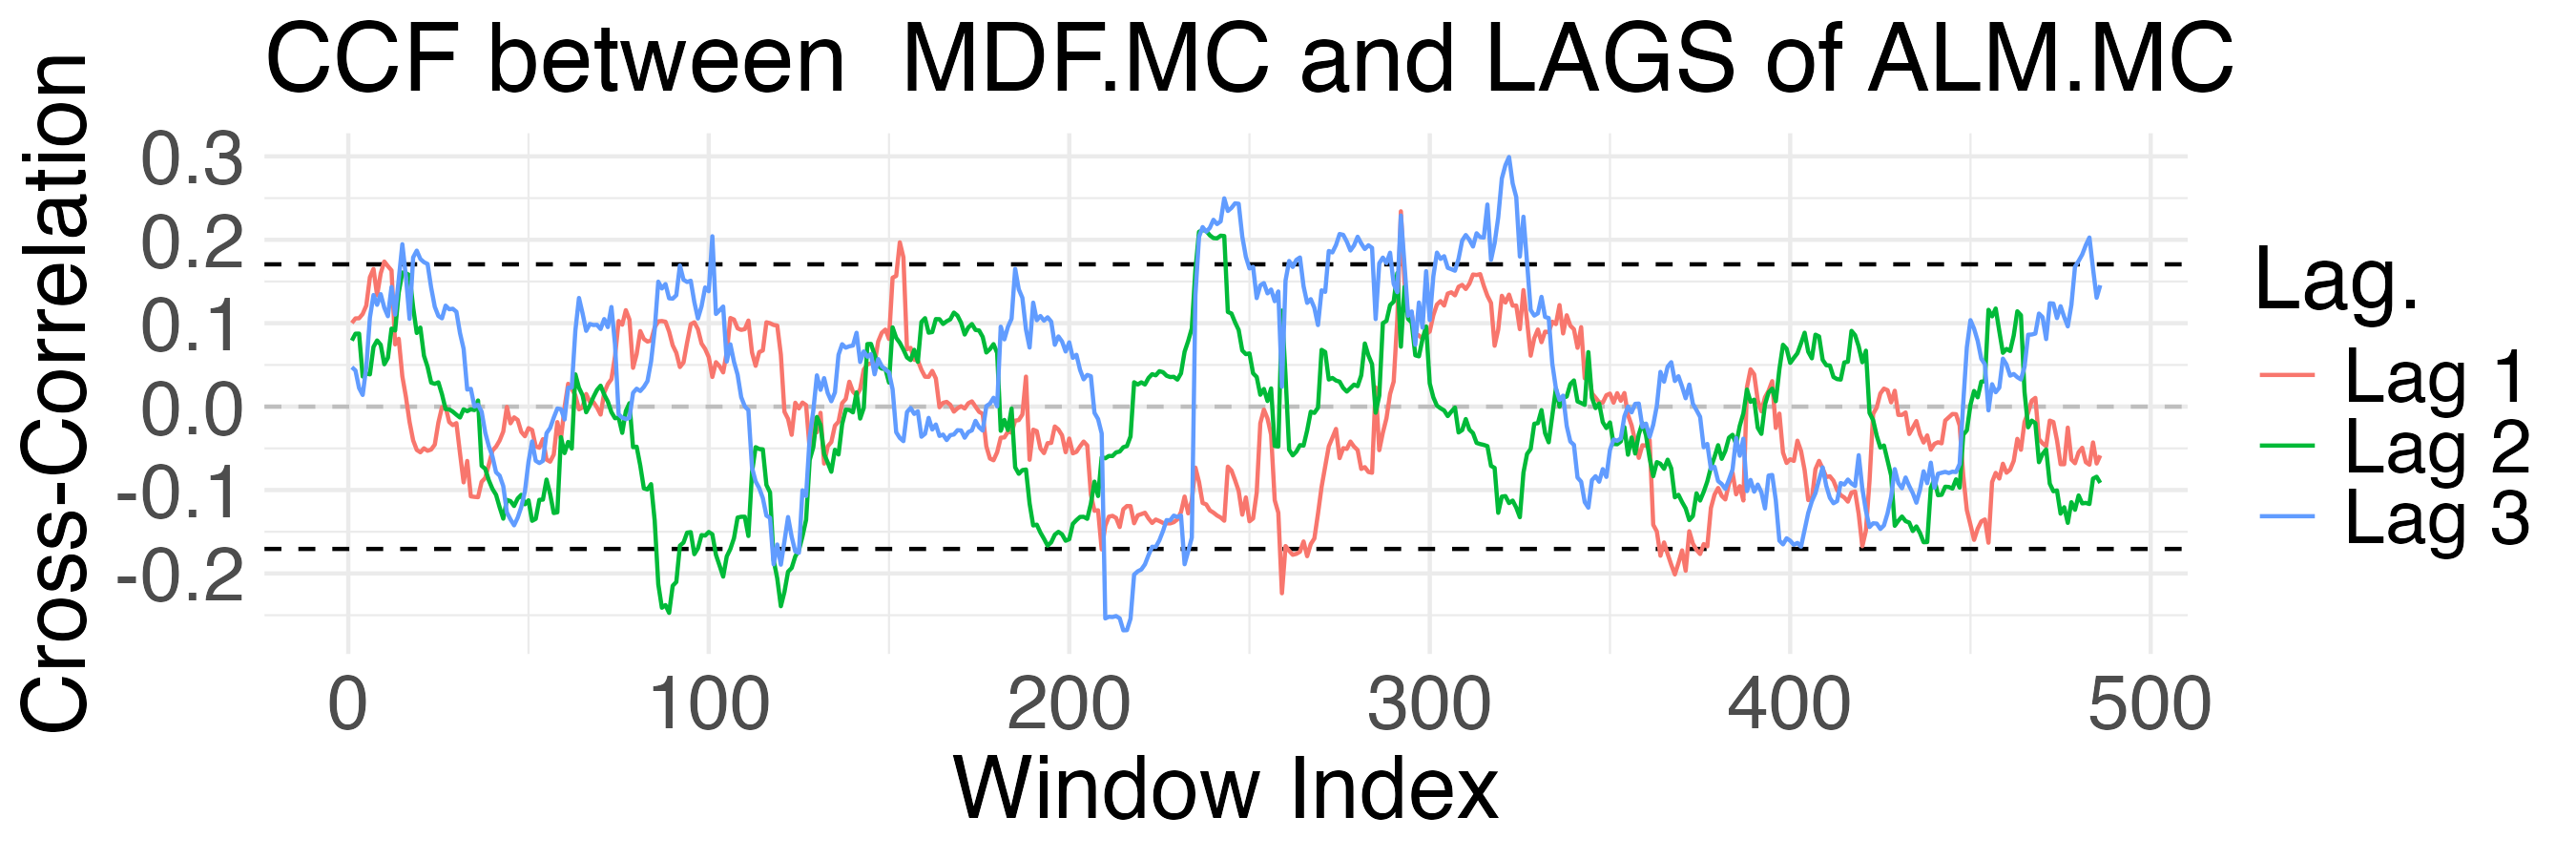 CCF between  MDF.MC and LAGS of ALM.MC
Cross-Correlation
0.3
0.2
0.1
0.0
-0.1
-0.2
0 100 200 300 400 500
Window Index
Lag.
Lag 1
Lag 2
Lag 3